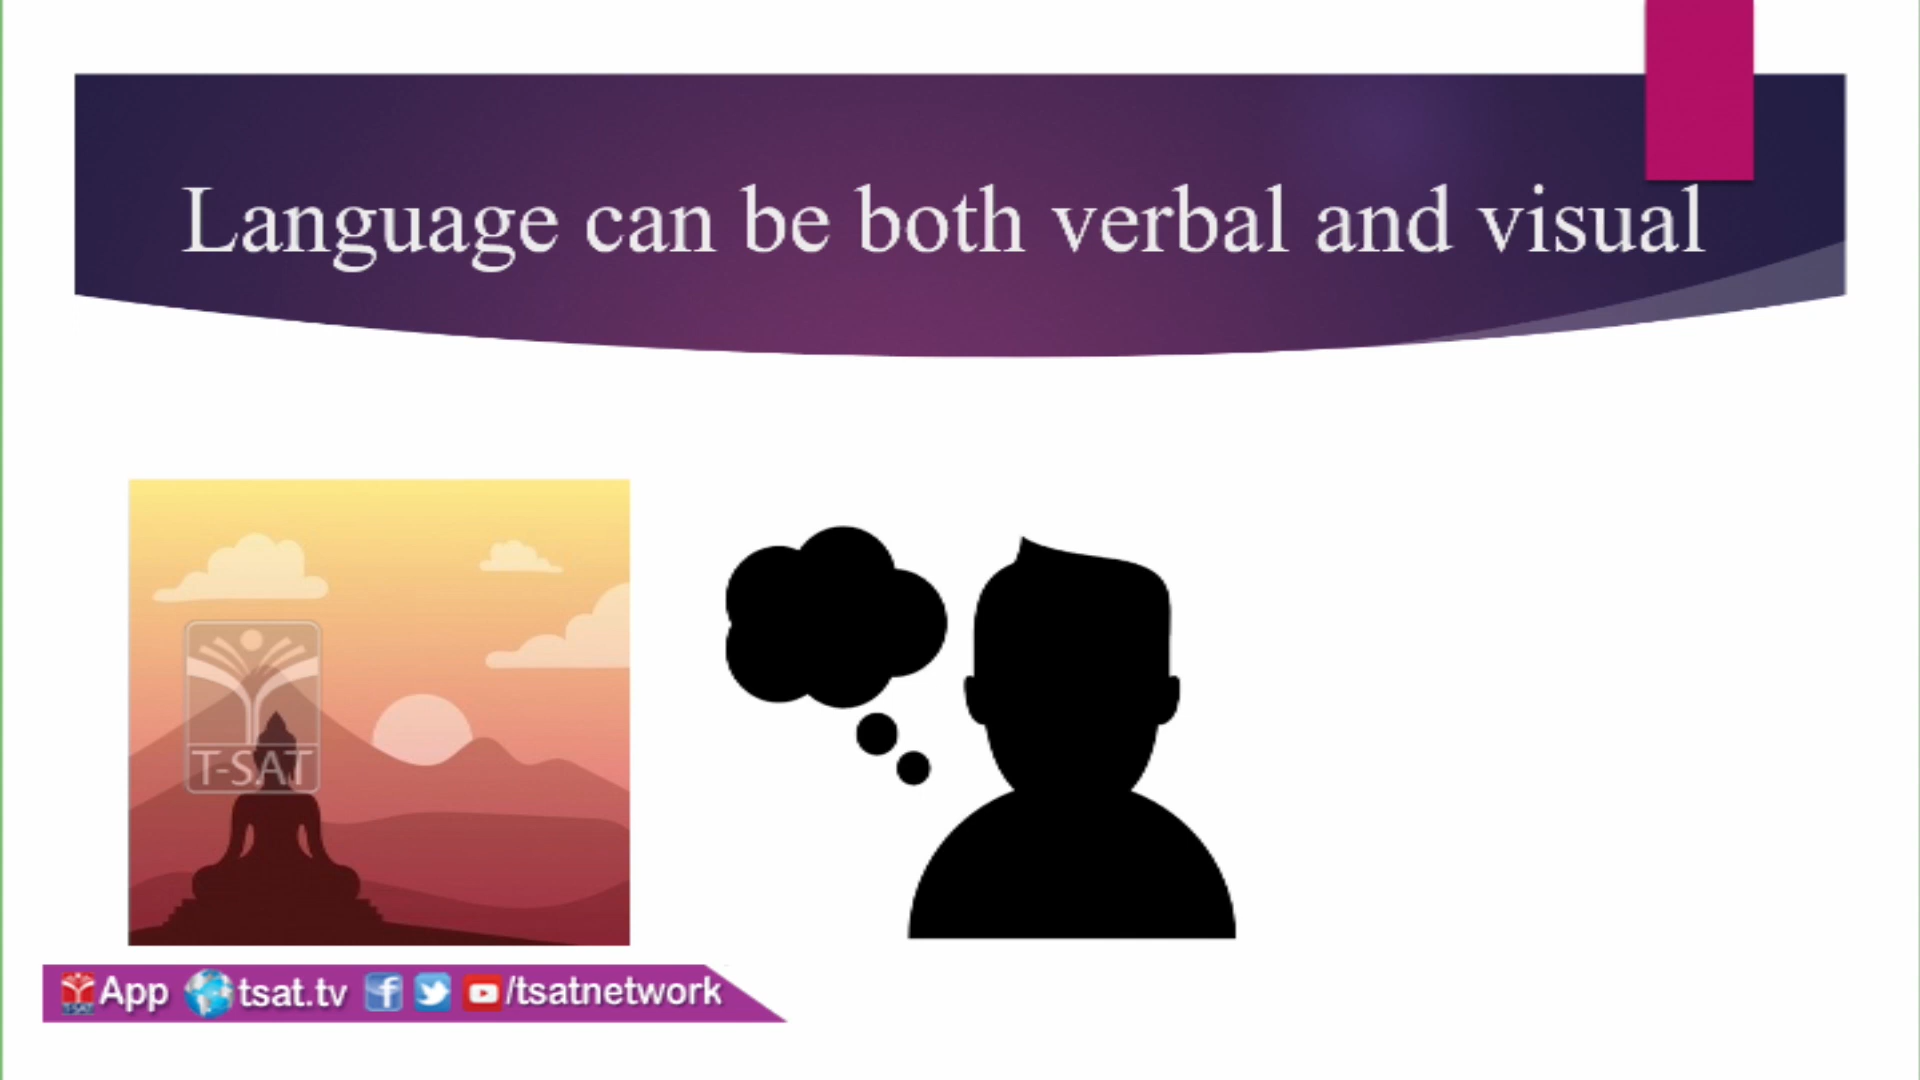 Language can be both verbal and visual
T-SAT
App tsat.tv /tsatnetwork